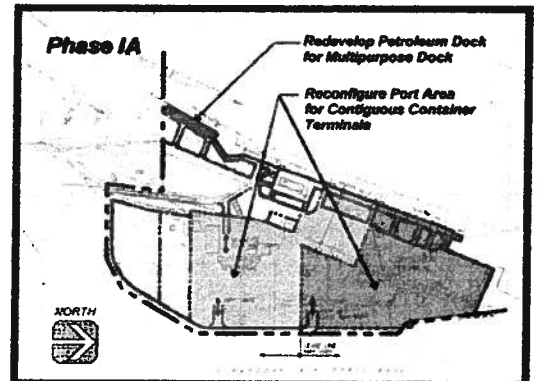 Phase IA
Redevelop Petroleum Dock
for Multipurpose Dock
Reconfigure Port Area
for Contiguous Container
Terminals
NORTH